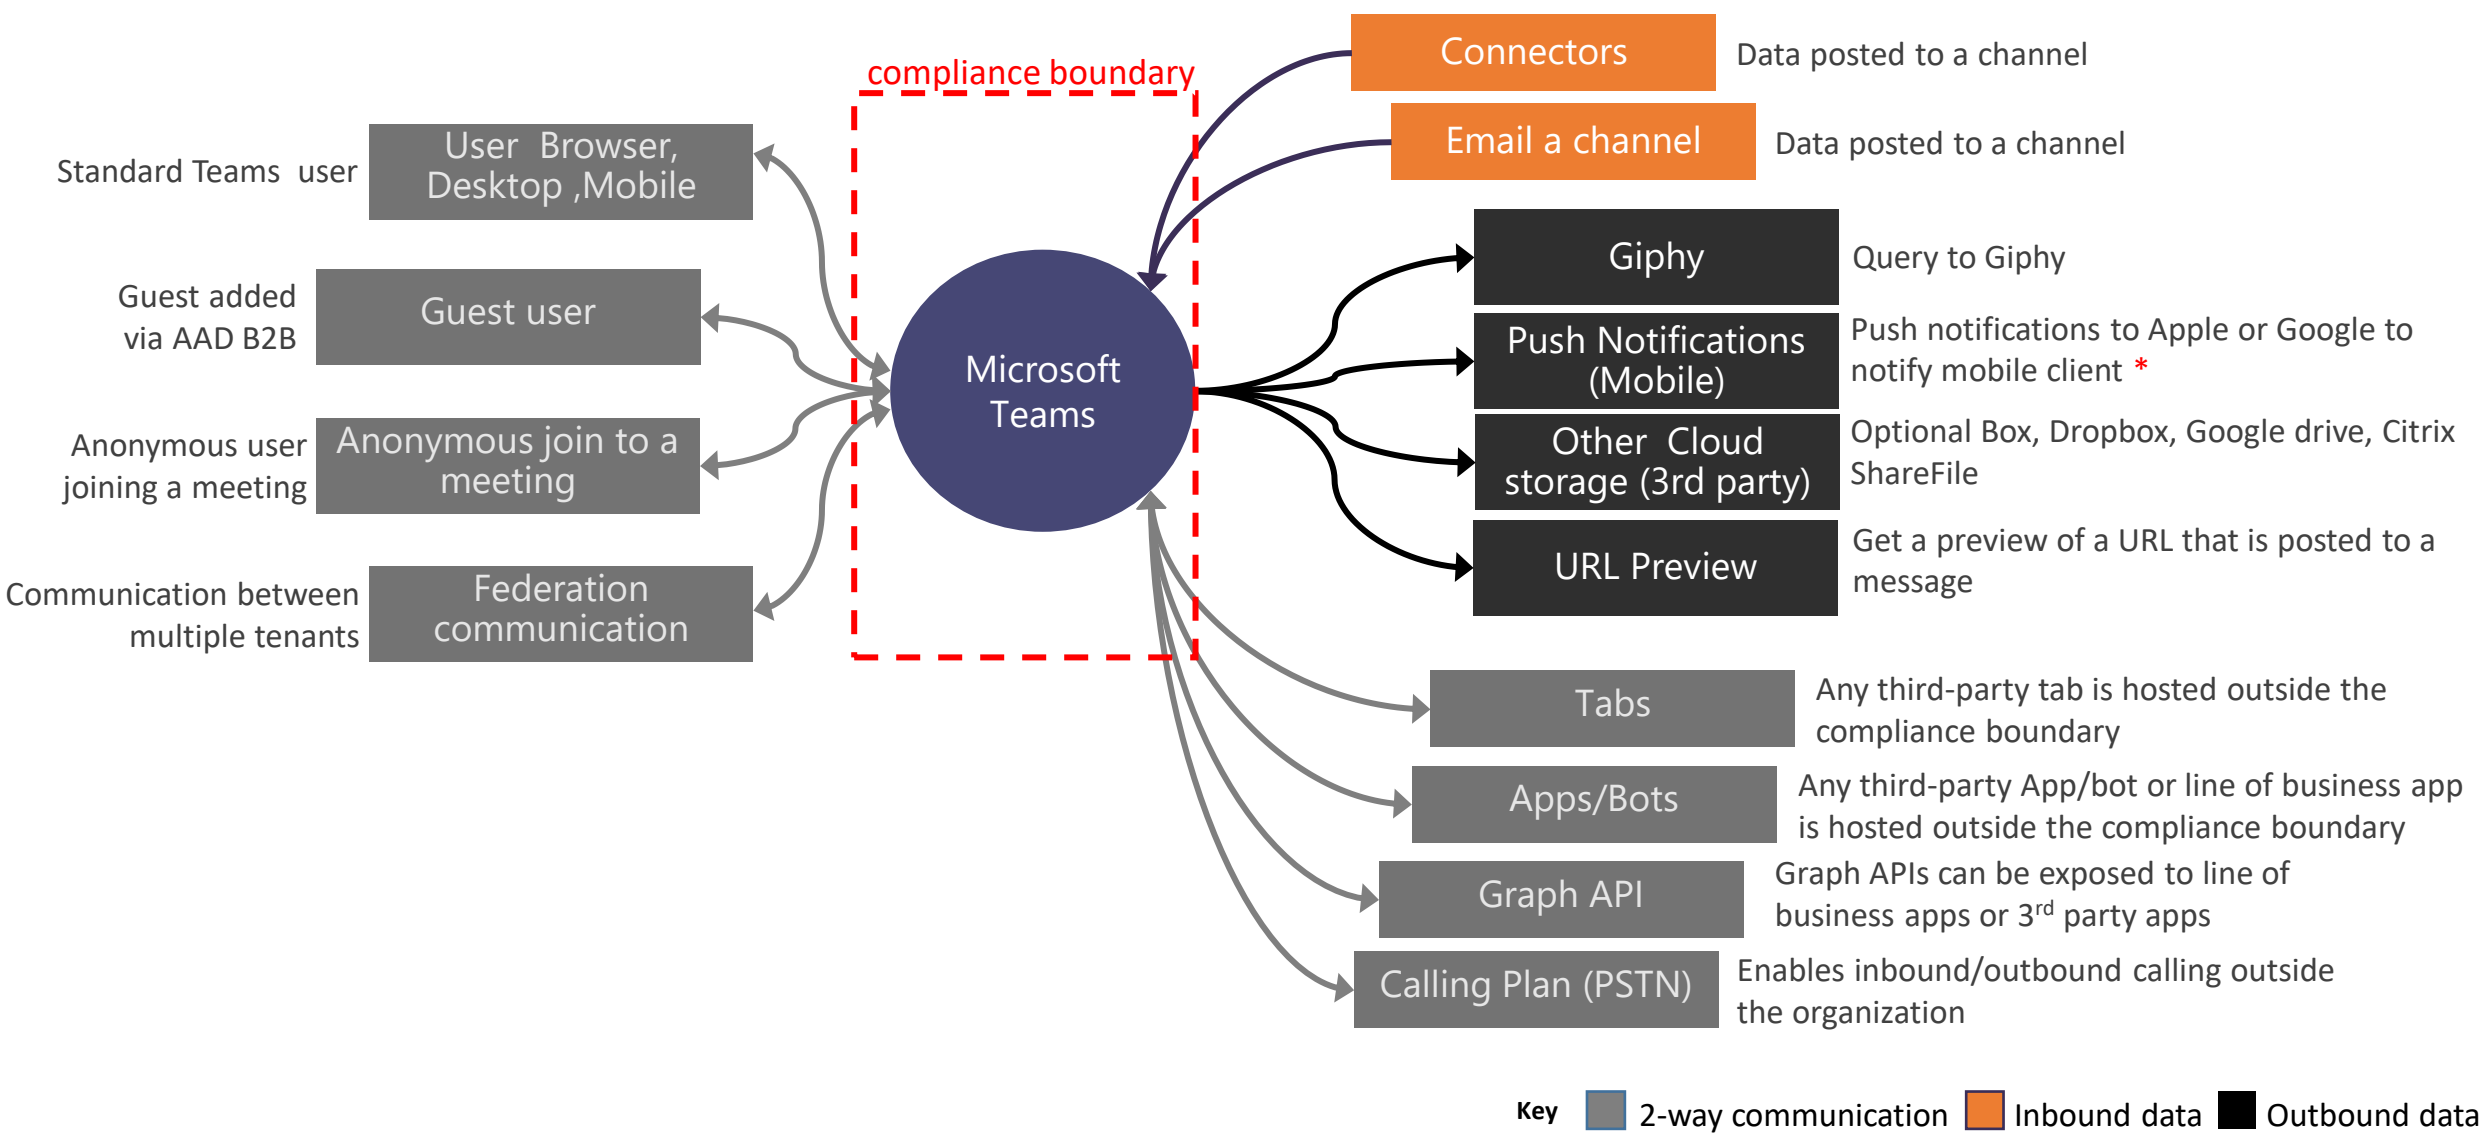 compliance boundary
Standard Teams user
User Browser,
Desktop ,Mobile
Guest added
via AAD B2B
Guest user
Anonymous user
joining a meeting
Anonymous join to a
meeting
Communication between
multiple tenants
Federation
communication
Microsoft
Teams
Connectors
Data posted to a channel
Email a channel
Data posted to a channel
Giphy
Query to Giphy
Push Notifications
(Mobile)
Push notifications to Apple or Google to
notify mobile client *
Other Cloud
storage (3rd party)
Optional Box, Dropbox, Google drive, Citrix
ShareFile
URL Preview
Get a preview of a URL that is posted to a
message
Tabs
Any third-party tab is hosted outside the
compliance boundary
Apps/Bots
Any third-party App/bot or line of business app
is hosted outside the compliance boundary
Graph API
Graph APIs can be exposed to line of
business apps or 3rd party apps
Calling Plan (PSTN)
Enables inbound/outbound calling outside
the organization
Key 2-way communication Inbound data Outbound data